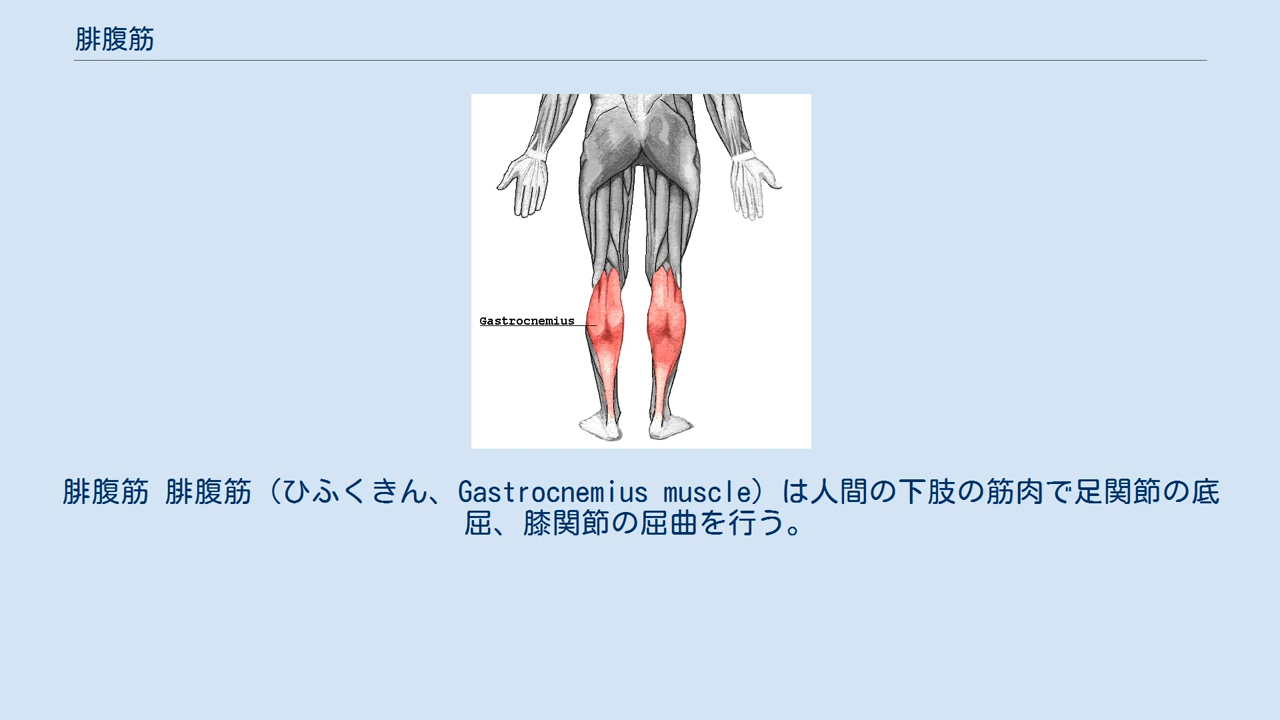 腓腹筋
Gastrocnemius
腓腹筋 腓腹筋（ひふくきん、Gastrocnemius muscle）は人間の下肢の筋肉で足関節の底
屈、膝関節の屈曲を行う。